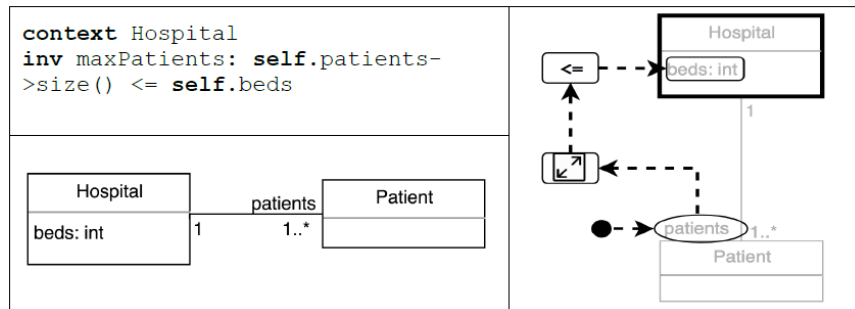 context Hospital
inv maxPatients: self.patients-
>size() <= self.beds
Hospital
beds: int
1
patients
1..*
Patient
Hospital
beds: int
<=
1
patients
1..*
Patient